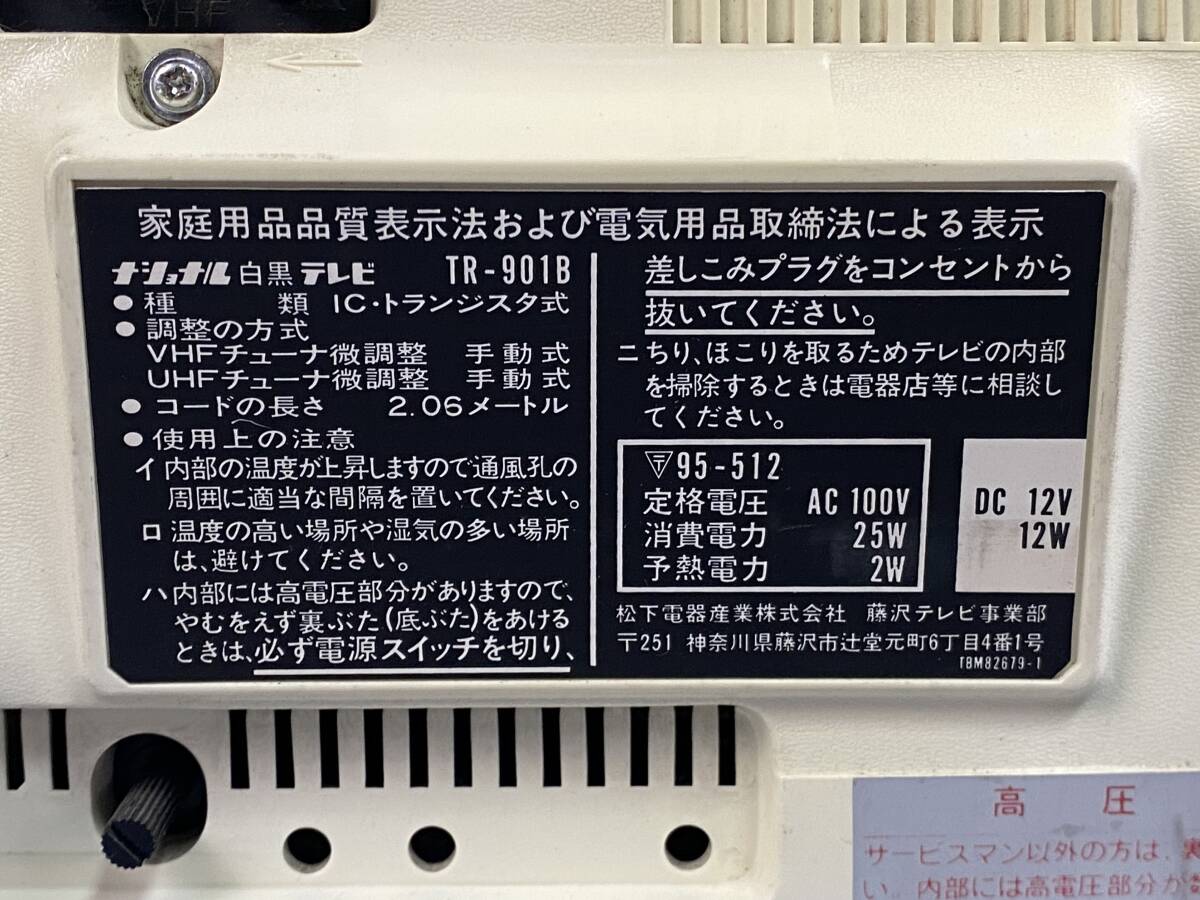 VHF
家庭用品品質表示法および電気用品取締法による表示
ナショナル 白黒 テレビ TR-901B
● 種類 IC・トランジスタ式
● 調整の方式
VHFチューナ微調整 手動式
UHFチューナ微調整 手動式
● コードの長さ 2.06メートル
● 使用上の注意
イ 内部の温度が上昇しますので通風孔の
周囲に適当な間隔を置いてください。
ロ 温度の高い場所や湿気の多い場所
は、避けてください。
ハ 内部には高電圧部分がありますので、
やむをえず裏ぶた(底ぶた)をあける
ときは、必ず電源スイッチを切り、
差しこみプラグをコンセントから
抜いてください。
ニ ちり、ほこりを取るためテレビの内部
を掃除するときは電器店等に相談し
てください。
95-512
定格電圧 AC 100V
消費電力 25W
予熱電力 2W
DC 12V
12W
松下電器産業株式会社 藤沢テレビ事業部
〒251 神奈川県藤沢市辻堂元町6丁目4番1号
TBM82679-1
高圧
サービスマン以外の方は、裏
い。内部には高電圧部分が